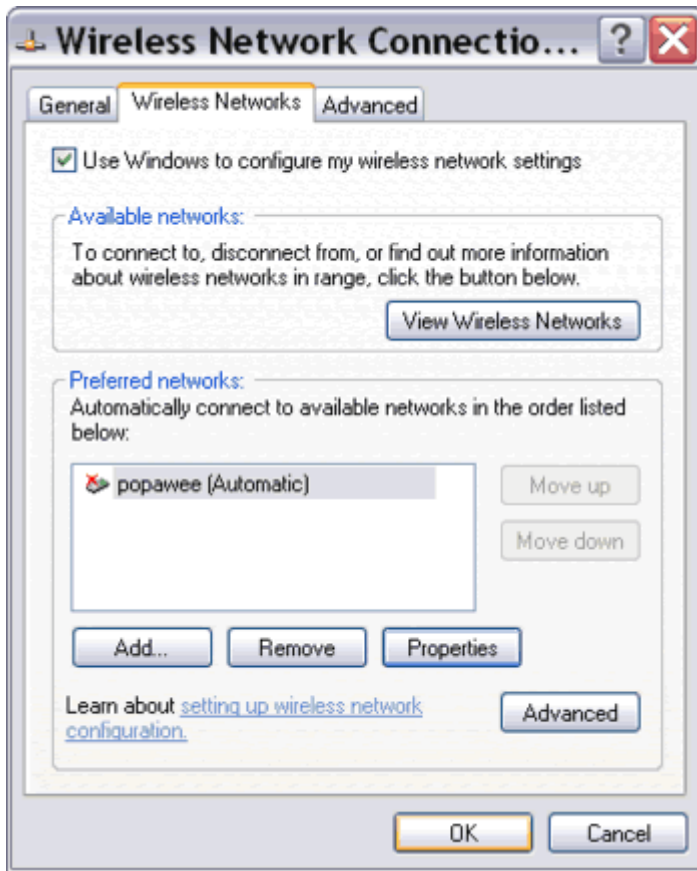 Wireless Network Connectio...
General Wireless Networks Advanced
Use Windows to configure my wireless network settings
Available networks:
To connect to, disconnect from, or find out more information
about wireless networks in range, click the button below.
View Wireless Networks
Preferred networks:
Automatically connect to available networks in the order listed
below:
popawee (Automatic)
Move up
Move down
Add... Remove Properties
Learn about setting up wireless network
configuration.
Advanced
OK Cancel